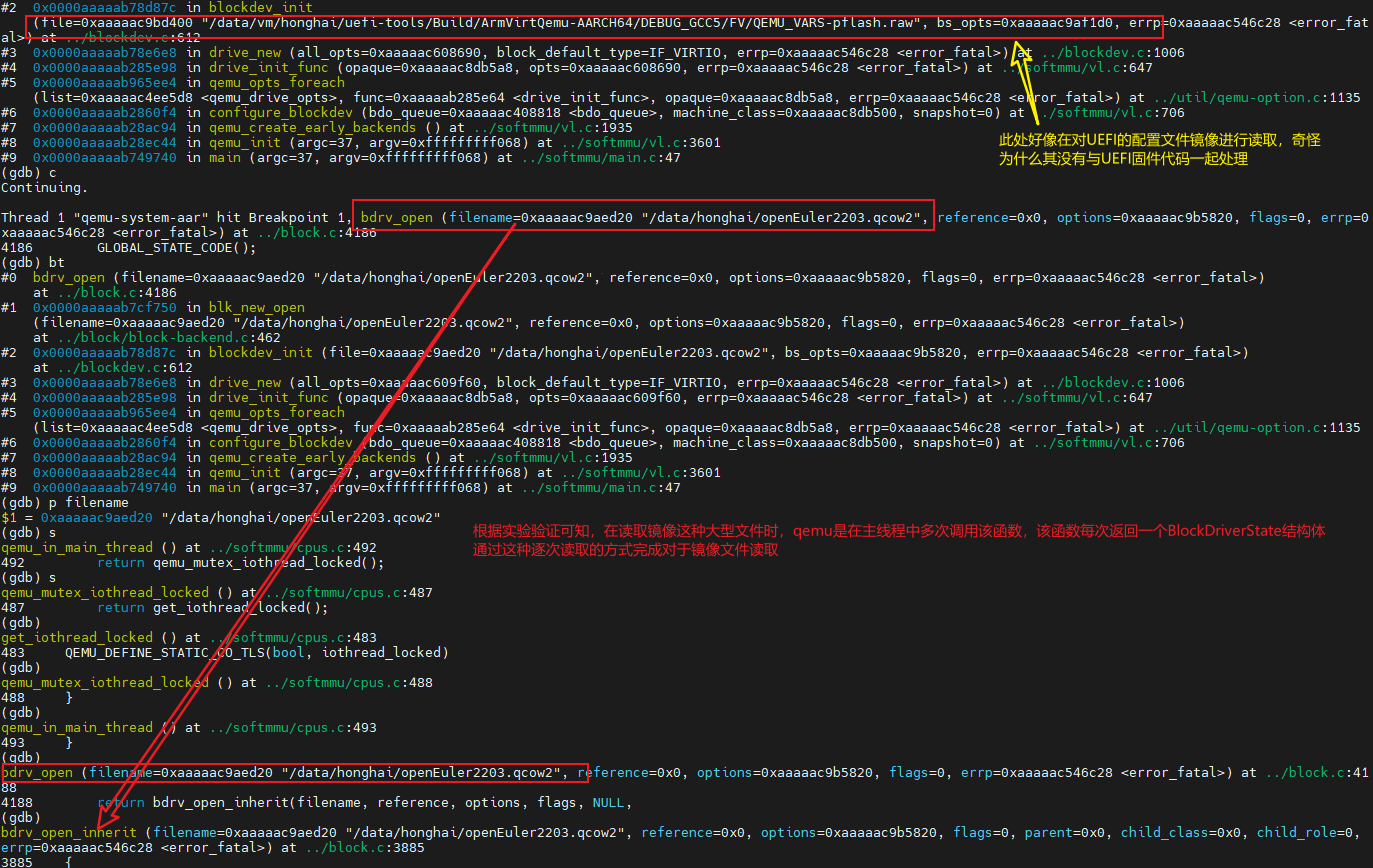 #2  0x0000aaaaab78d87c in blockdev_init
    (file=0xaaaaac9bd400 "/data/vm/honghai/uefi-tools/Build/ArmVirtQemu-AARCH64/DEBUG_GCC5/FV/QEMU_VARS-pflash.raw", bs_opts=0xaaaaac9af1d0, errp=0xaaaaac546c28 <error_fat
al>) at ../blockdev.c:612
#3  0x0000aaaaab78e6e8 in drive_new (all_opts=0xaaaaac608690, block_default_type=IF_VIRTIO, errp=0xaaaaac546c28 <error_fatal>) at ../blockdev.c:1006
#4  0x0000aaaaab285e98 in drive_init_func (opaque=0xaaaaac8db5a8, opts=0xaaaaac608690, errp=0xaaaaac546c28 <error_fatal>) at ../softmmu/vl.c:647
#5  0x0000aaaaab965ee4 in qemu_opts_foreach
    (list=0xaaaaac4ee5d8 <qemu_drive_opts>, func=0xaaaaab285e64 <drive_init_func>, opaque=0xaaaaac8db5a8, errp=0xaaaaac546c28 <error_fatal>) at ../util/qemu-option.c:1135
#6  0x0000aaaaab2860f4 in configure_blockdev (bdo_queue=0xaaaaac408818 <bdo_queue>, machine_class=0xaaaaac8db500, snapshot=0) at ../softmmu/vl.c:706
#7  0x0000aaaaab28ac94 in qemu_create_early_backends () at ../softmmu/vl.c:1935
#8  0x0000aaaaab28ec44 in qemu_init (argc=37, argv=0xfffffffff068) at ../softmmu/vl.c:3601
#9  0x0000aaaaab749740 in main (argc=37, argv=0xfffffffff068) at ../softmmu/main.c:47
此处好像在对UEFI的配置文件镜像进行读取，奇怪
为什么其没有与UEFI固件代码一起处理
(gdb) c
Continuing.
Thread 1 "qemu-system-aar" hit Breakpoint 1, bdrv_open (filename=0xaaaaac9aed20 "/data/honghai/openEuler2203.qcow2", reference=0x0, options=0xaaaaac9b5820, flags=0, errp=0
xaaaaac546c28 <error_fatal>) at ../block.c:4186
4186        GLOBAL_STATE_CODE();
(gdb) bt
#0  bdrv_open (filename=0xaaaaac9aed20 "/data/honghai/openEuler2203.qcow2", reference=0x0, options=0xaaaaac9b5820, flags=0, errp=0xaaaaac546c28 <error_fatal>)
    at ../block.c:4186
#1  0x0000aaaaab7cf750 in blk_new_open
    (filename=0xaaaaac9aed20 "/data/honghai/openEuler2203.qcow2", reference=0x0, options=0xaaaaac9b5820, flags=0, errp=0xaaaaac546c28 <error_fatal>)
    at ../block/block-backend.c:462
#2  0x0000aaaaab78d87c in blockdev_init (file=0xaaaaac9aed20 "/data/honghai/openEuler2203.qcow2", bs_opts=0xaaaaac9b5820, errp=0xaaaaac546c28 <error_fatal>)
    at ../blockdev.c:612
#3  0x0000aaaaab78e6e8 in drive_new (all_opts=0xaaaaac609f60, block_default_type=IF_VIRTIO, errp=0xaaaaac546c28 <error_fatal>) at ../blockdev.c:1006
#4  0x0000aaaaab285e98 in drive_init_func (opaque=0xaaaaac8db5a8, opts=0xaaaaac609f60, errp=0xaaaaac546c28 <error_fatal>) at ../softmmu/vl.c:647
#5  0x0000aaaaab965ee4 in qemu_opts_foreach
    (list=0xaaaaac4ee5d8 <qemu_drive_opts>, func=0xaaaaab285e64 <drive_init_func>, opaque=0xaaaaac8db5a8, errp=0xaaaaac546c28 <error_fatal>) at ../util/qemu-option.c:1135
#6  0x0000aaaaab2860f4 in configure_blockdev (bdo_queue=0xaaaaac408818 <bdo_queue>, machine_class=0xaaaaac8db500, snapshot=0) at ../softmmu/vl.c:706
#7  0x0000aaaaab28ac94 in qemu_create_early_backends () at ../softmmu/vl.c:1935
#8  0x0000aaaaab28ec44 in qemu_init (argc=37, argv=0xfffffffff068) at ../softmmu/vl.c:3601
#9  0x0000aaaaab749740 in main (argc=37, argv=0xfffffffff068) at ../softmmu/main.c:47
(gdb) p filename
$1 = 0xaaaaac9aed20 "/data/honghai/openEuler2203.qcow2"
(gdb) s
根据实验验证可知，在读取镜像这种大型文件时，qemu是在主线程中多次调用该函数，该函数每次返回一个BlockDriverState结构体
通过这种逐次读取的方式完成对于镜像文件读取
qemu_in_main_thread () at ../softmmu/cpus.c:492
492         return qemu_mutex_iothread_locked();
(gdb) s
qemu_mutex_iothread_locked () at ../softmmu/cpus.c:487
487         return get_iothread_locked();
(gdb)
get_iothread_locked () at ../softmmu/cpus.c:483
483     QEMU_DEFINE_STATIC_CO_TLS(bool, iothread_locked)
(gdb)
qemu_mutex_iothread_locked () at ../softmmu/cpus.c:488
488     }
(gdb)
qemu_in_main_thread () at ../softmmu/cpus.c:493
493     }
(gdb)
bdrv_open (filename=0xaaaaac9aed20 "/data/honghai/openEuler2203.qcow2", reference=0x0, options=0xaaaaac9b5820, flags=0, errp=0xaaaaac546c28 <error_fatal>) at ../block.c:41
88
4188        return bdrv_open_inherit(filename, reference, options, flags, NULL,
(gdb)
bdrv_open_inherit (filename=0xaaaaac9aed20 "/data/honghai/openEuler2203.qcow2", reference=0x0, options=0xaaaaac9b5820, flags=0, parent=0x0, child_class=0x0, child_role=0,
errp=0xaaaaac546c28 <error_fatal>) at ../block.c:3885
3885    {